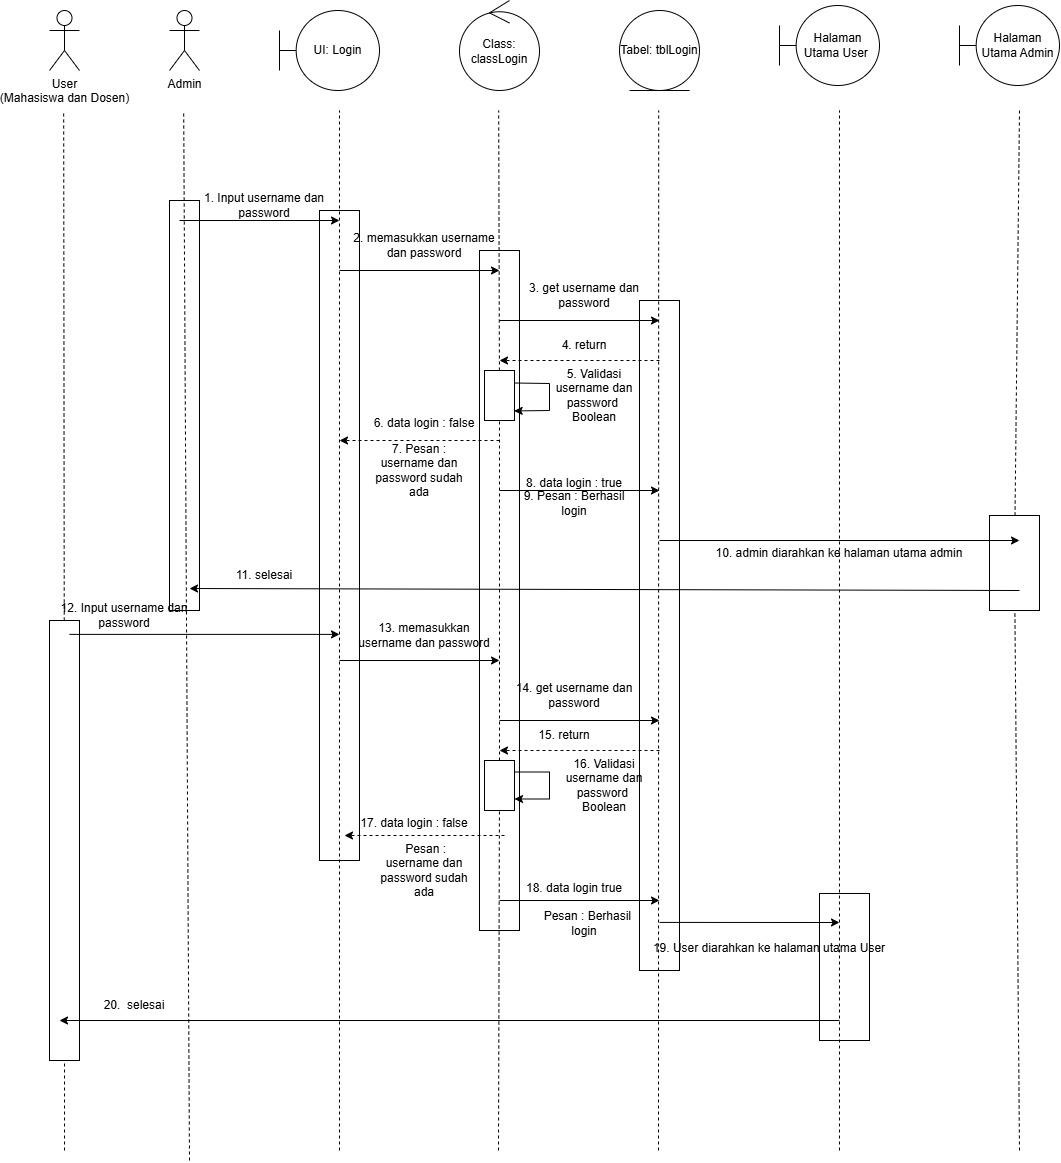 User
(Mahasiswa dan Dosen)
Admin
UI: Login
Class:
classLogin
Tabel: tblLogin
Halaman
Utama User
Halaman
Utama Admin
1. Input username dan
password
2. memasukkan username
dan password
3. get username dan
password
4. return
5. Validasi
username dan
password
Boolean
6. data login : false
7. Pesan :
username dan
password sudah
ada
8. data login : true
9. Pesan : Berhasil
login
10. admin diarahkan ke halaman utama admin
11. selesai
12. Input username dan
password
13. memasukkan
username dan password
14. get username dan
password
15. return
16. Validasi
username dan
password
Boolean
17. data login : false
Pesan :
username dan
password sudah
ada
18. data login true
Pesan : Berhasil
login
19. User diarahkan ke halaman utama User
20. selesai